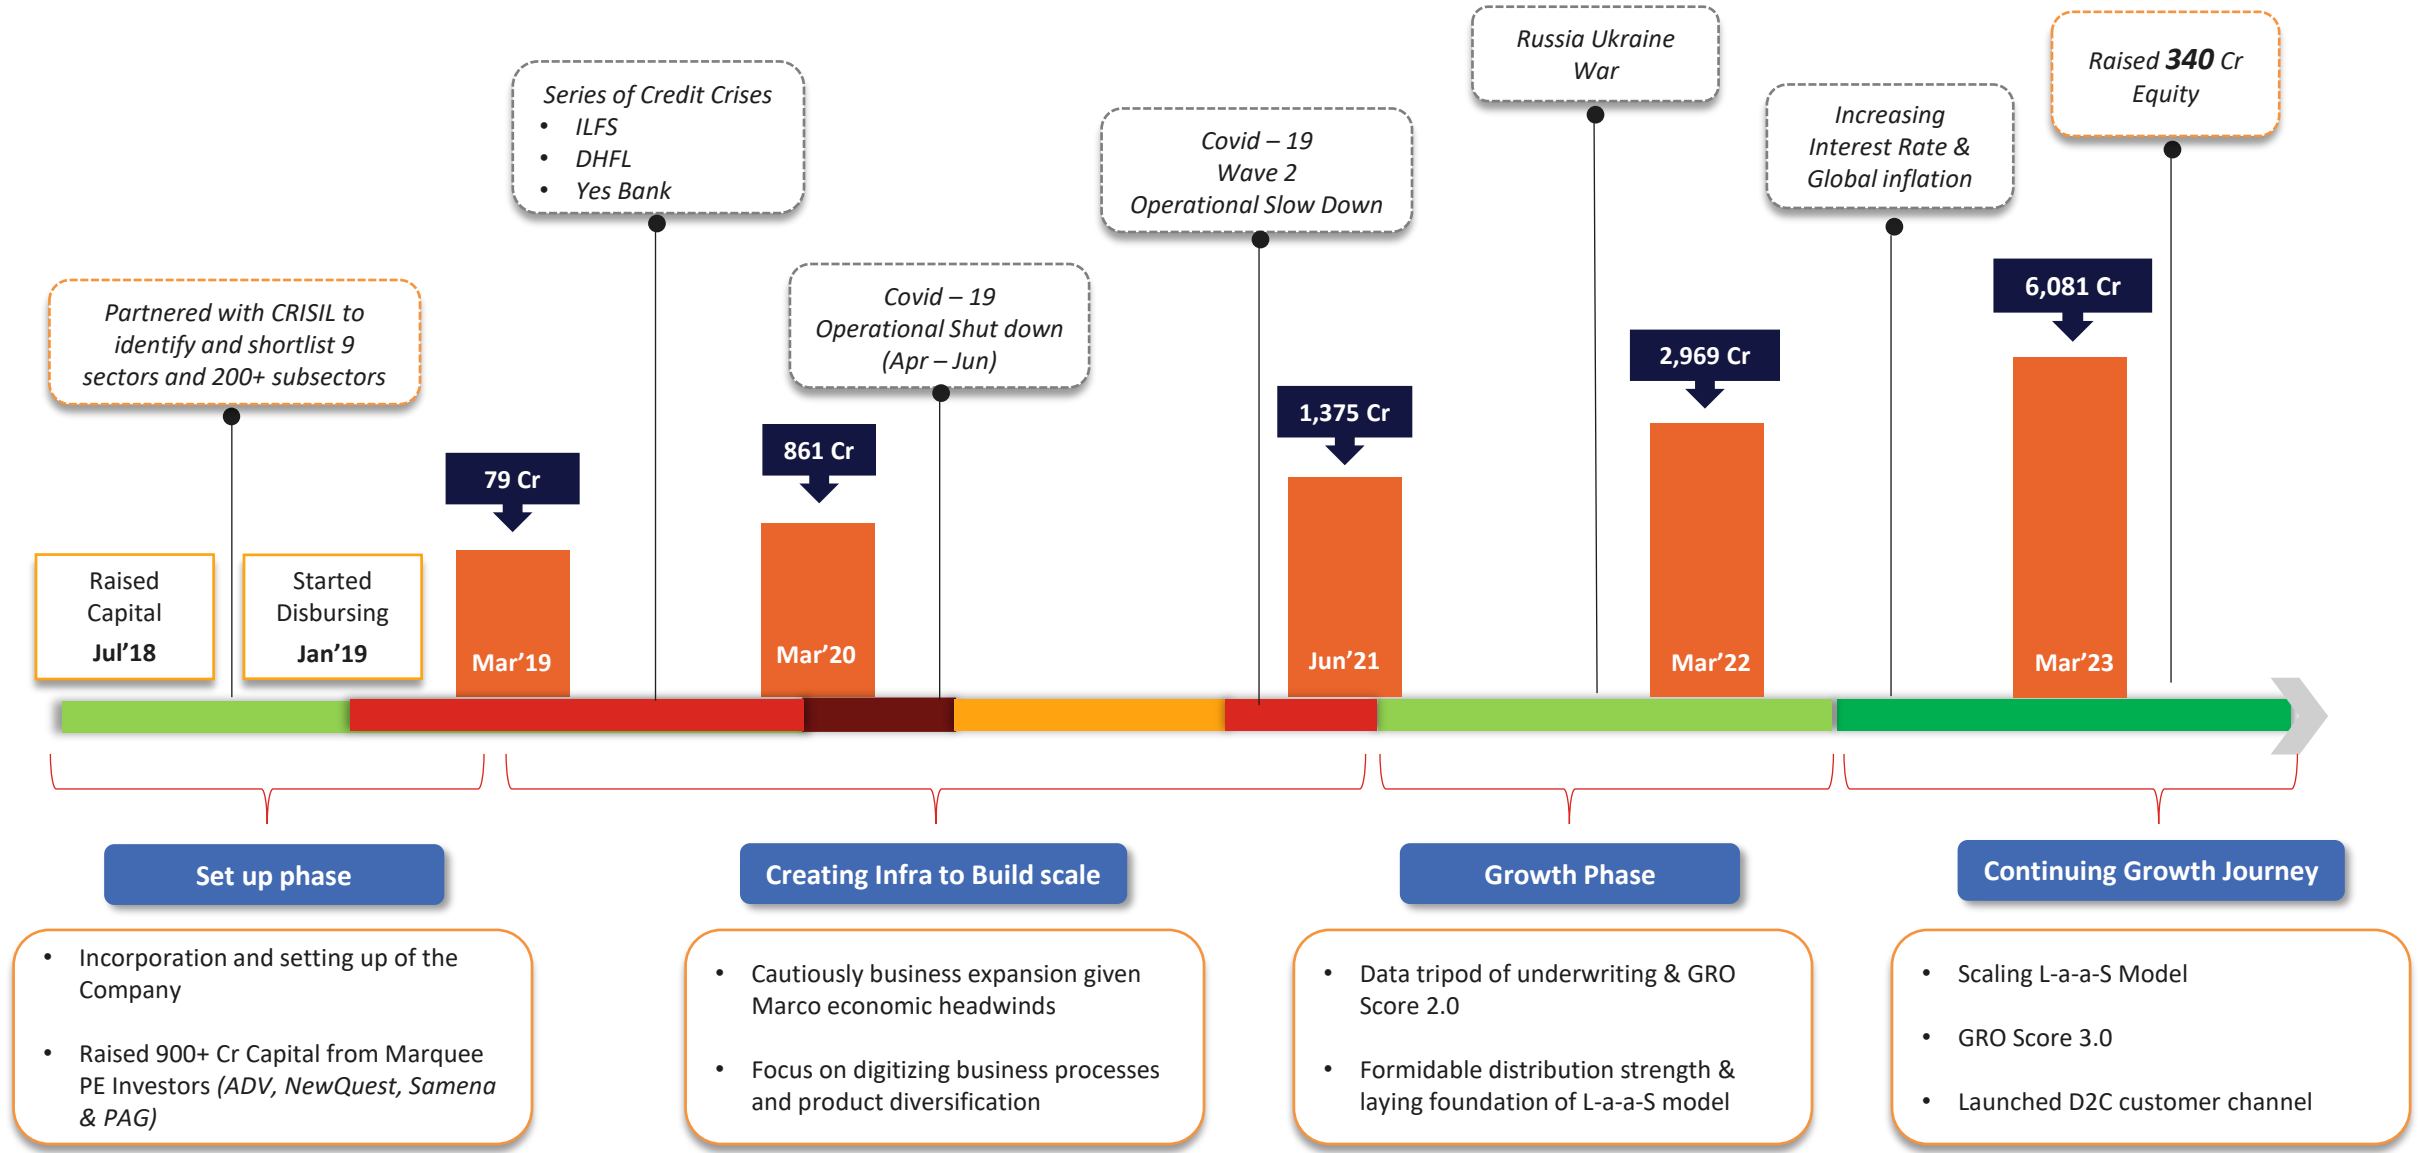 Partnered with CRISIL to
identify and shortlist 9
sectors and 200+ subsectors
Series of Credit Crises
• ILFS
• DHFL
• Yes Bank
Covid – 19
Operational Shut down
(Apr – Jun)
Covid – 19
Wave 2
Operational Slow Down
Russia Ukraine
War
Increasing
Interest Rate &
Global inflation
Raised 340 Cr
Equity
79 Cr
861 Cr
1,375 Cr
2,969 Cr
6,081 Cr
Raised
Capital
Jul’18
Started
Disbursing
Jan’19
Mar’19
Mar’20
Jun’21
Mar’22
Mar’23
Set up phase
Creating Infra to Build scale
Growth Phase
Continuing Growth Journey
• Incorporation and setting up of the
Company
• Raised 900+ Cr Capital from Marquee
PE Investors (ADV, NewQuest, Samena
& PAG)
• Cautiously business expansion given
Marco economic headwinds
• Focus on digitizing business processes
and product diversification
• Data tripod of underwriting & GRO
Score 2.0
• Formidable distribution strength &
laying foundation of L-a-a-S model
• Scaling L-a-a-S Model
• GRO Score 3.0
• Launched D2C customer channel